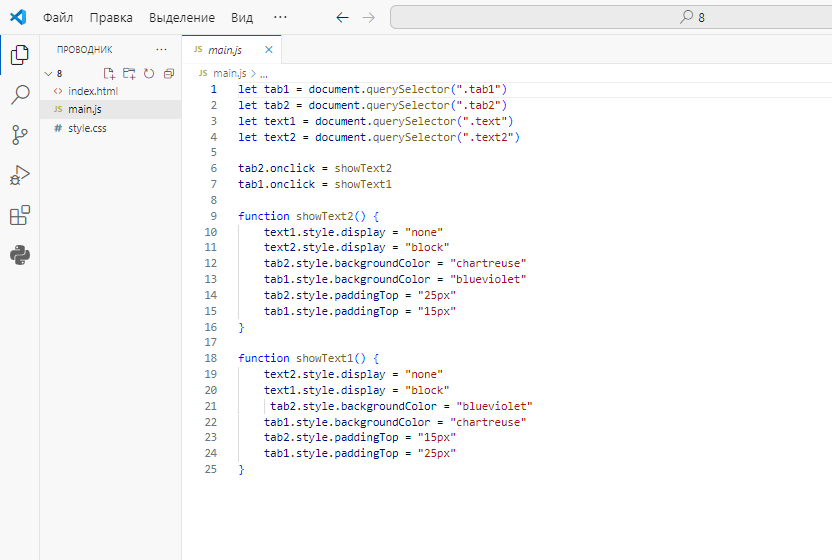 Файл Правка Выделение Вид ··· 8
ПРОВОДНИК ···
8
index.html
JS main.js
# style.css
JS main.js
JS main.js > ...
1 let tab1 = document.querySelector(".tab1")
2 let tab2 = document.querySelector(".tab2")
3 let text1 = document.querySelector(".text")
4 let text2 = document.querySelector(".text2")
5
6 tab2.onclick = showText2
7 tab1.onclick = showText1
8
9 function showText2() {
10     text1.style.display = "none"
11     text2.style.display = "block"
12     tab2.style.backgroundColor = "chartreuse"
13     tab1.style.backgroundColor = "blueviolet"
14     tab2.style.paddingTop = "25px"
15     tab1.style.paddingTop = "15px"
16 }
17
18 function showText1() {
19     text2.style.display = "none"
20     text1.style.display = "block"
21      tab2.style.backgroundColor = "blueviolet"
22     tab1.style.backgroundColor = "chartreuse"
23     tab2.style.paddingTop = "15px"
24     tab1.style.paddingTop = "25px"
25 }